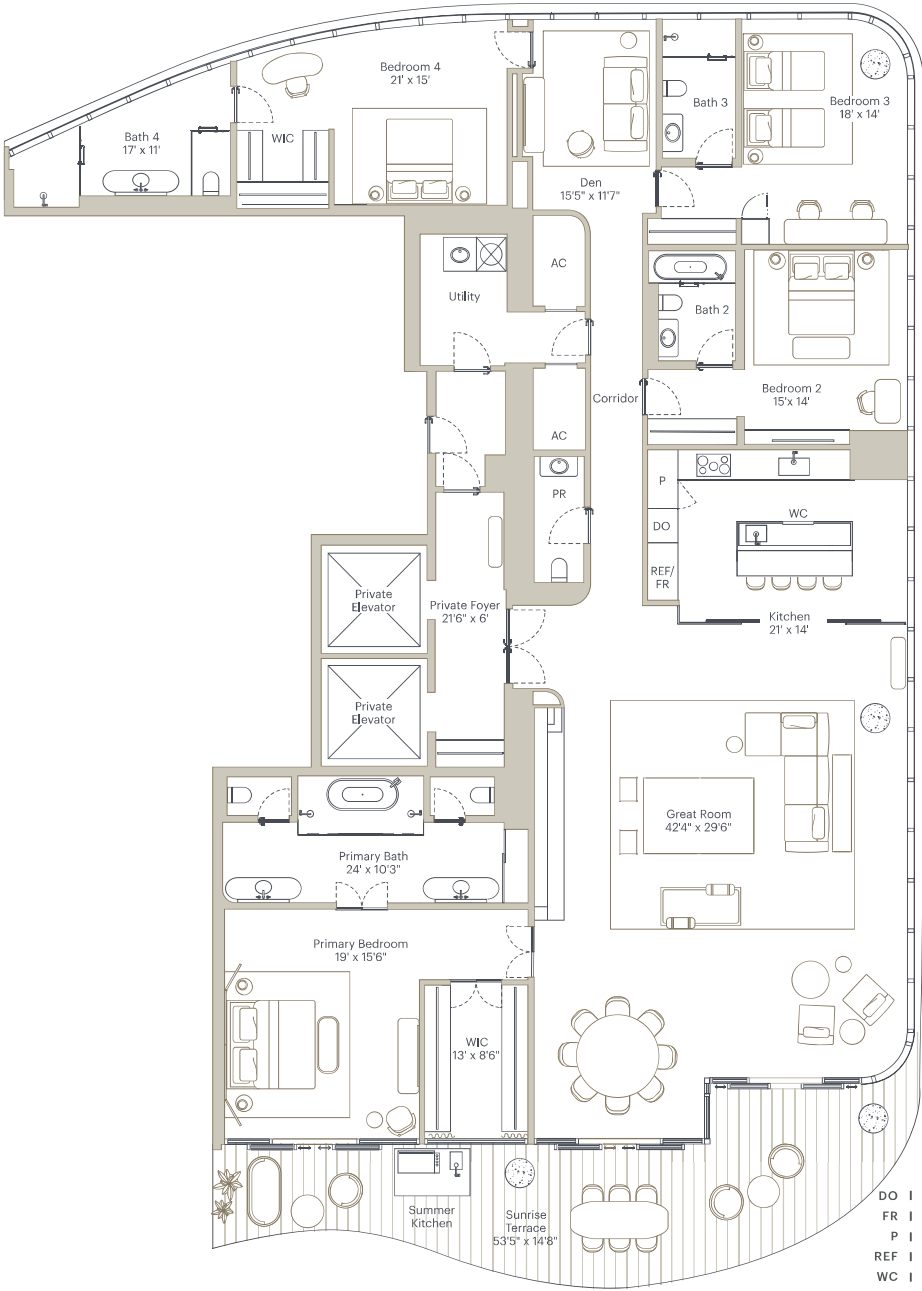 Bedroom 4
21' x 15'
Bath 4
17' x 11'
WIC
Den
15'5" x 11'7"
Bath 3
Bedroom 3
18' x 14'
AC
Utility
Bath 2
Bedroom 2
15'x 14'
Corridor
AC
PR
P
DO
REF/
FR
WC
Kitchen
21' x 14'
Private
Elevator
Private Foyer
21'6" x 6'
Private
Elevator
Great Room
42'4" x 29'6"
Primary Bath
24' x 10'3"
Primary Bedroom
19' x 15'6"
WIC
13' x 8'6"
Summer
Kitchen
Sunrise
Terrace
53'5" x 14'8"
DO |
FR |
P |
REF |
WC |